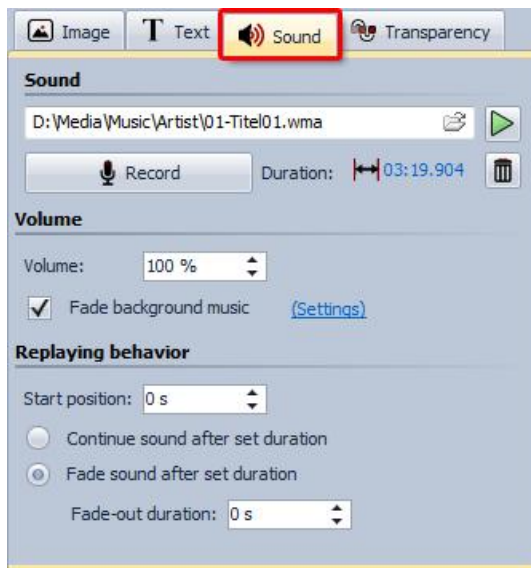 Image Text Sound Transparency
Sound
D:\Media\Music\Artist\01-Titel01.wma
Record Duration: 03:19.904
Volume
Volume: 100 %
Fade background music (Settings)
Replaying behavior
Start position: 0 s
Continue sound after set duration
Fade sound after set duration
Fade-out duration: 0 s